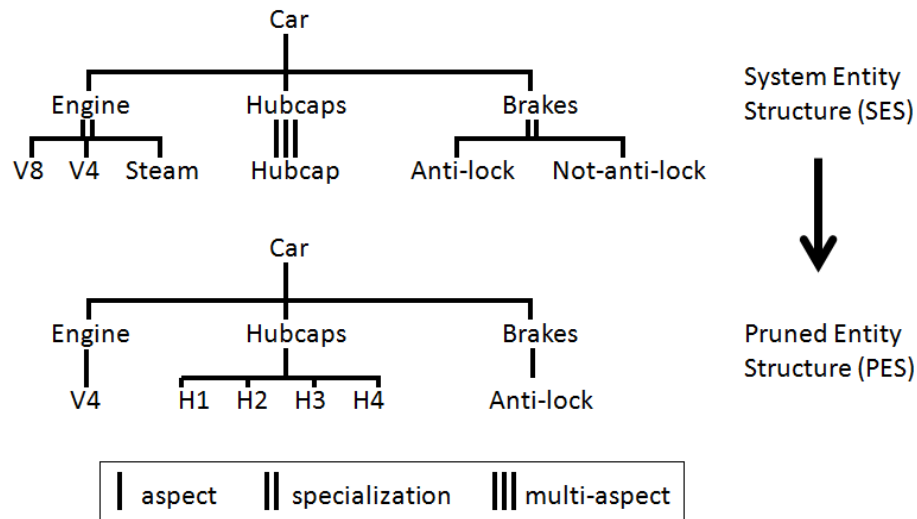 Car
Engine Hubcaps Brakes
System Entity
Structure (SES)
V8 V4 Steam Hubcap Anti-lock Not-anti-lock
Car
Engine Hubcaps Brakes
Pruned Entity
Structure (PES)
V4 H1 H2 H3 H4 Anti-lock
aspect specialization multi-aspect